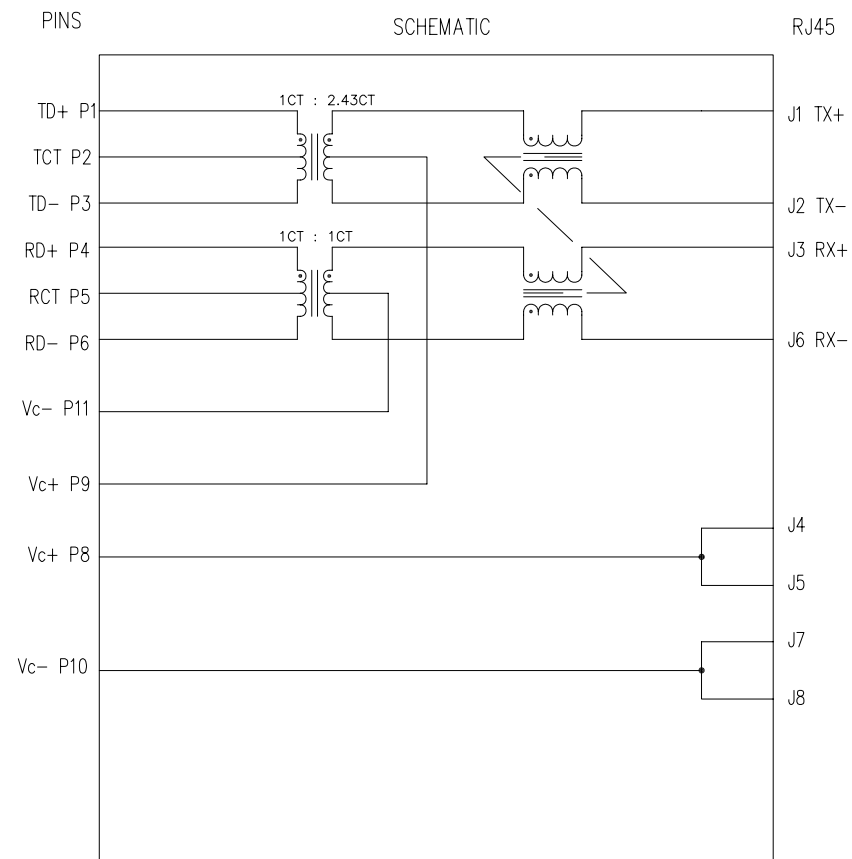 PINS
SCHEMATIC
RJ45
1CT : 2.43CT
TD+ P1
J1 TX+
TCT P2
TD- P3
J2 TX-
1CT : 1CT
RD+ P4
J3 RX+
RCT P5
RD- P6
J6 RX-
Vc- P11
Vc+ P9
J4
Vc+ P8
J5
J7
Vc- P10
J8